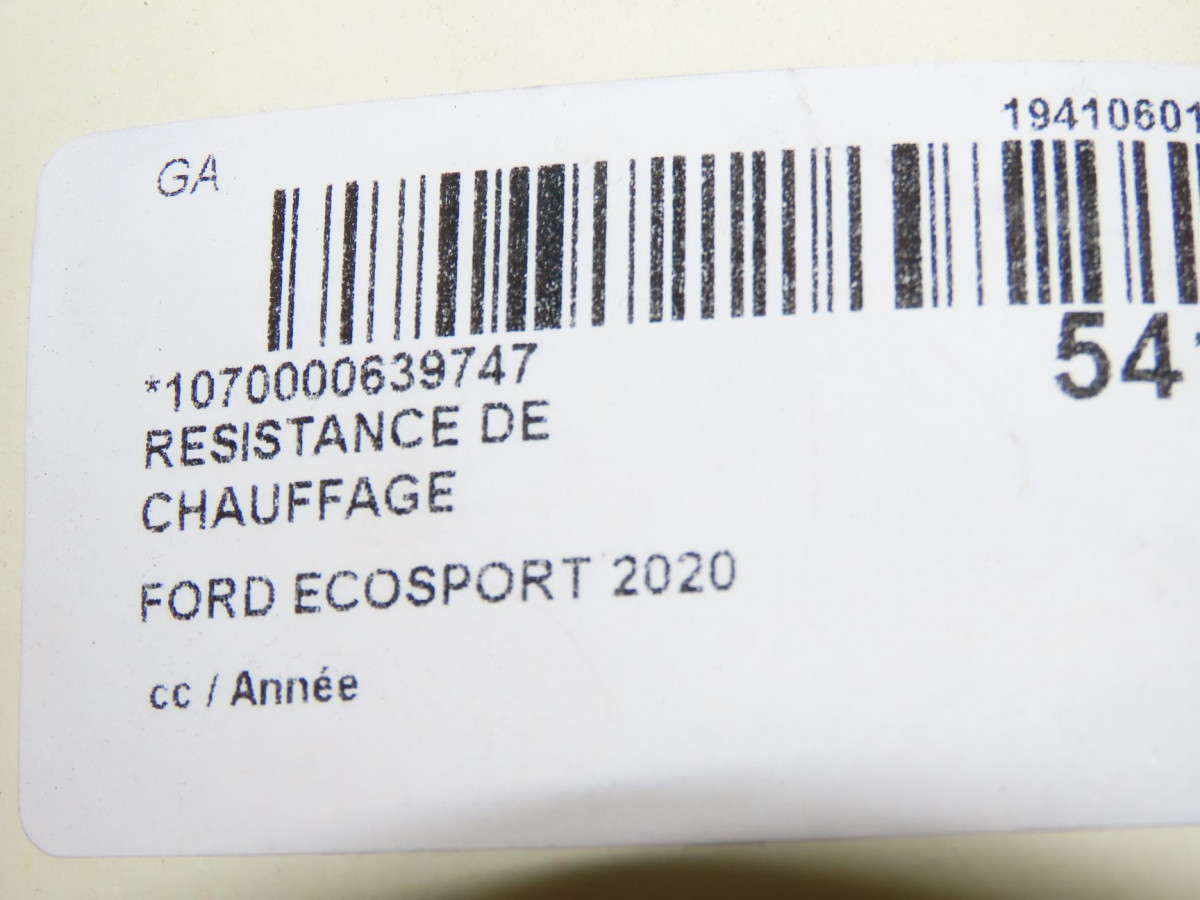 GA
19410601
*1070000639747
54
RESISTANCE DE
CHAUFFAGE
FORD ECOSPORT 2020
cc / Année